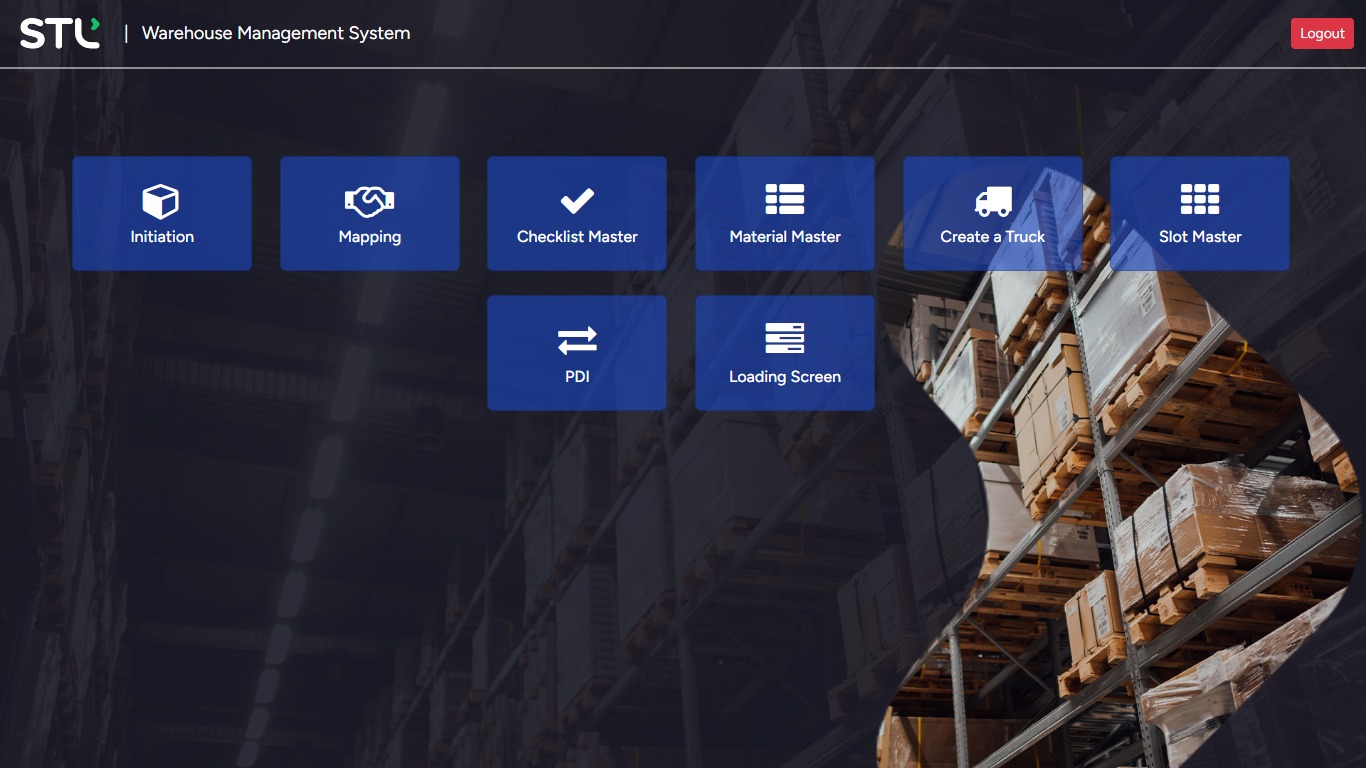 STL | Warehouse Management System Logout
Initiation Mapping Checklist Master Material Master Create a Truck Slot Master
PDI Loading Screen